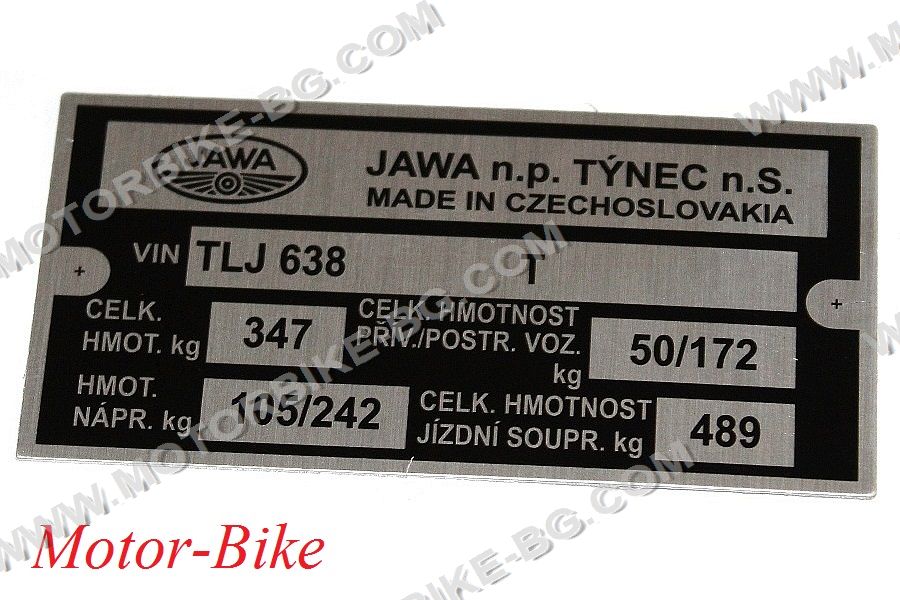 JAWA
JAWA n.p. TÝNEC n.S.
MADE IN CZECHOSLOVAKIA
VIN TLJ 638 T
CELK.
HMOT. kg 347
CELK. HMOTNOST
PŘÍV./POSTR. VOZ.
kg 50/172
HMOT.
NÁPR. kg 105/242
CELK. HMOTNOST
JÍZDNÍ SOUPR. kg 489
Motor-Bike
WWW.MOTORBIKE-BG.COM